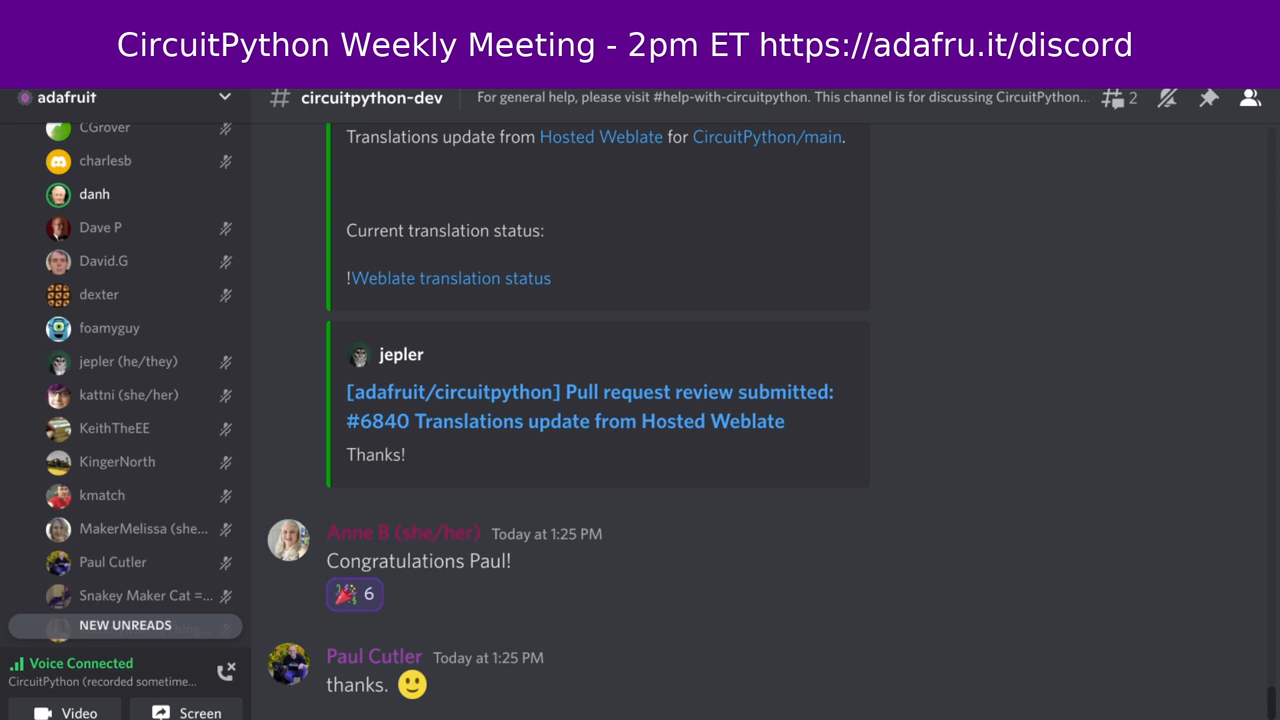 CircuitPython Weekly Meeting - 2pm ET https://adafru.it/discord
adafruit
# circuitpython-dev
For general help, please visit #help-with-circuitpython. This channel is for discussing CircuitPython...
2
CGrover
charlesb
danh
Dave P
David.G
dexter
foamyguy
jepler (he/they)
kattni (she/her)
KeithTheEE
KingerNorth
kmatch
MakerMelissa (she...
Paul Cutler
Snakey Maker Cat =...
NEW UNREADS
Voice Connected
CircuitPython (recorded sometime...
Video
Screen
Translations update from Hosted Weblate for CircuitPython/main.
Current translation status:
!Weblate translation status
jepler
[adafruit/circuitpython] Pull request review submitted:
#6840 Translations update from Hosted Weblate
Thanks!
Anne B (she/her) Today at 1:25 PM
Congratulations Paul!
🎉 6
Paul Cutler Today at 1:25 PM
thanks. 🙂